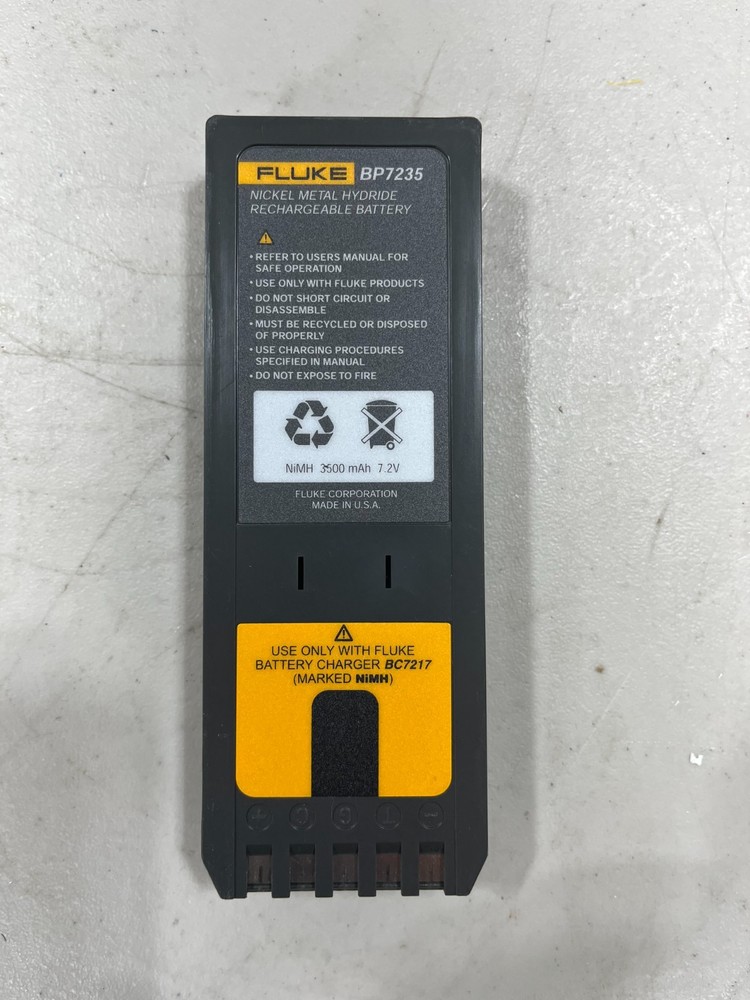 FLUKE BP7235
NICKEL METAL HYDRIDE
RECHARGEABLE BATTERY
• REFER TO USERS MANUAL FOR
SAFE OPERATION
• USE ONLY WITH FLUKE PRODUCTS
• DO NOT SHORT CIRCUIT OR
DISASSEMBLE
• MUST BE RECYCLED OR DISPOSED
OF PROPERLY
• USE CHARGING PROCEDURES
SPECIFIED IN MANUAL
• DO NOT EXPOSE TO FIRE
NiMH 3500 mAh 7.2V
FLUKE CORPORATION
MADE IN U.S.A.
USE ONLY WITH FLUKE
BATTERY CHARGER BC7217
(MARKED NiMH)